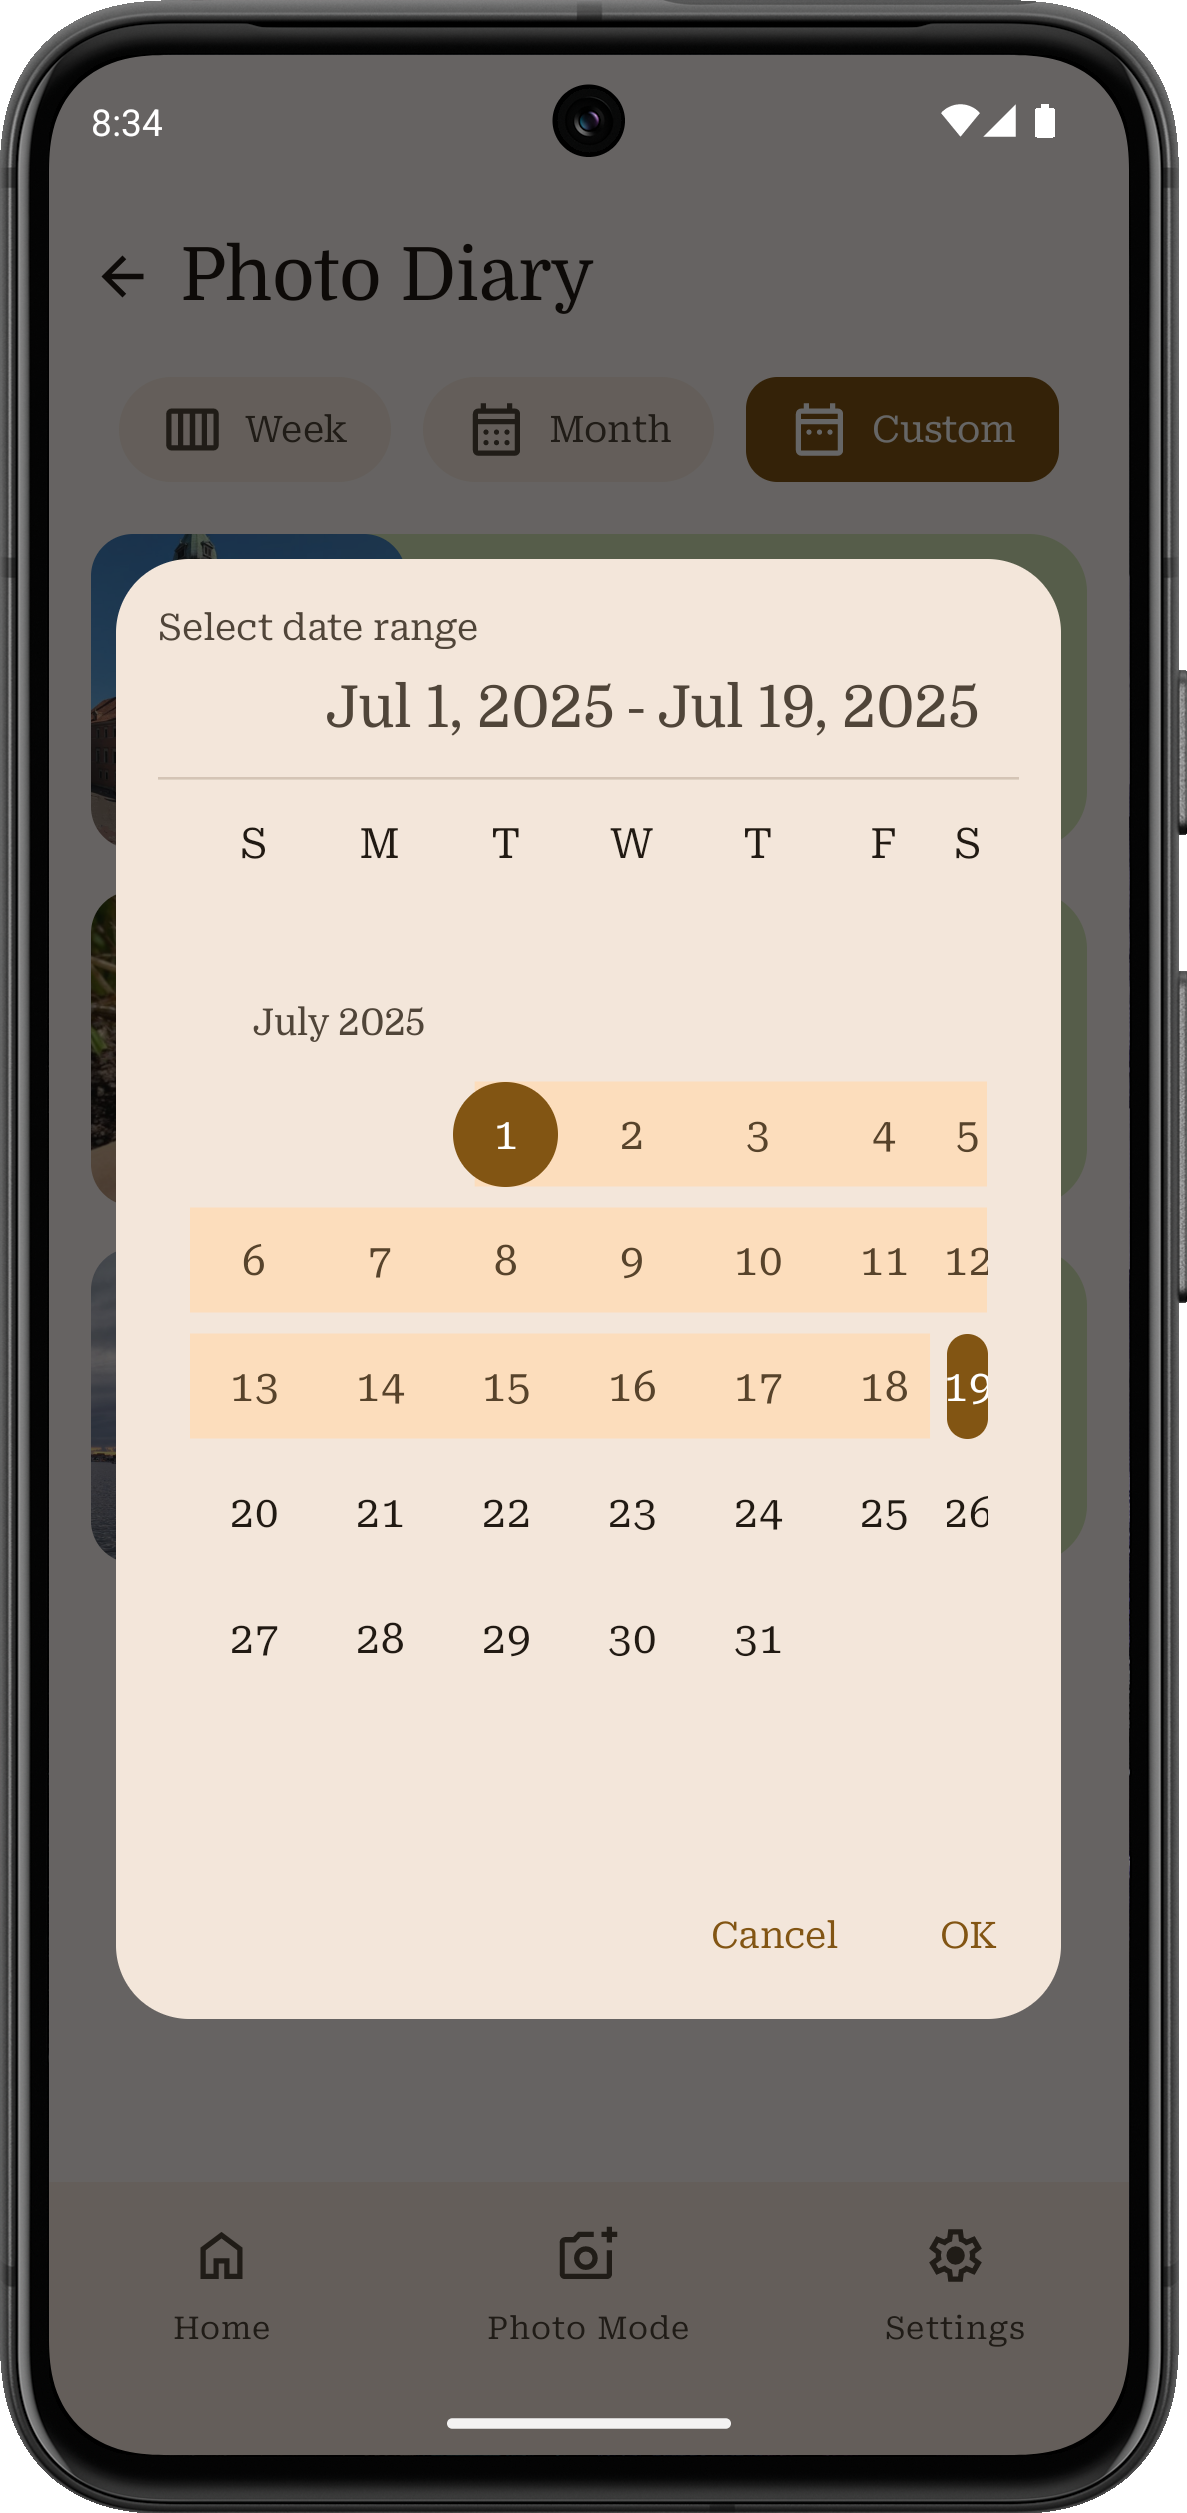 8:34
Photo Diary
Week Month Custom
Select date range
Jul 1, 2025 - Jul 19, 2025
S M T W T F S
July 2025
1 2 3 4 5
6 7 8 9 10 11 12
13 14 15 16 17 18 19
20 21 22 23 24 25 26
27 28 29 30 31
Cancel OK
Home Photo Mode Settings